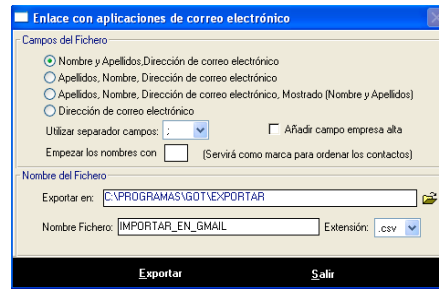 Enlace con aplicaciones de correo electrónico
Campos del Fichero
Nombre y Apellidos,Dirección de correo electrónico
Apellidos, Nombre, Dirección de correo electrónico
Apellidos, Nombre, Dirección de correo electrónico, Mostrado (Nombre y Apellidos)
Dirección de correo electrónico
Utilizar separador campos: ; Añadir campo empresa alta
Empezar los nombres con (Servirá como marca para ordenar los contactos)
Nombre del Fichero
Exportar en: C:\PROGRAMAS\GOT\EXPORTAR
Nombre Fichero: IMPORTAR_EN_GMAIL Extensión: .csv
Exportar Salir